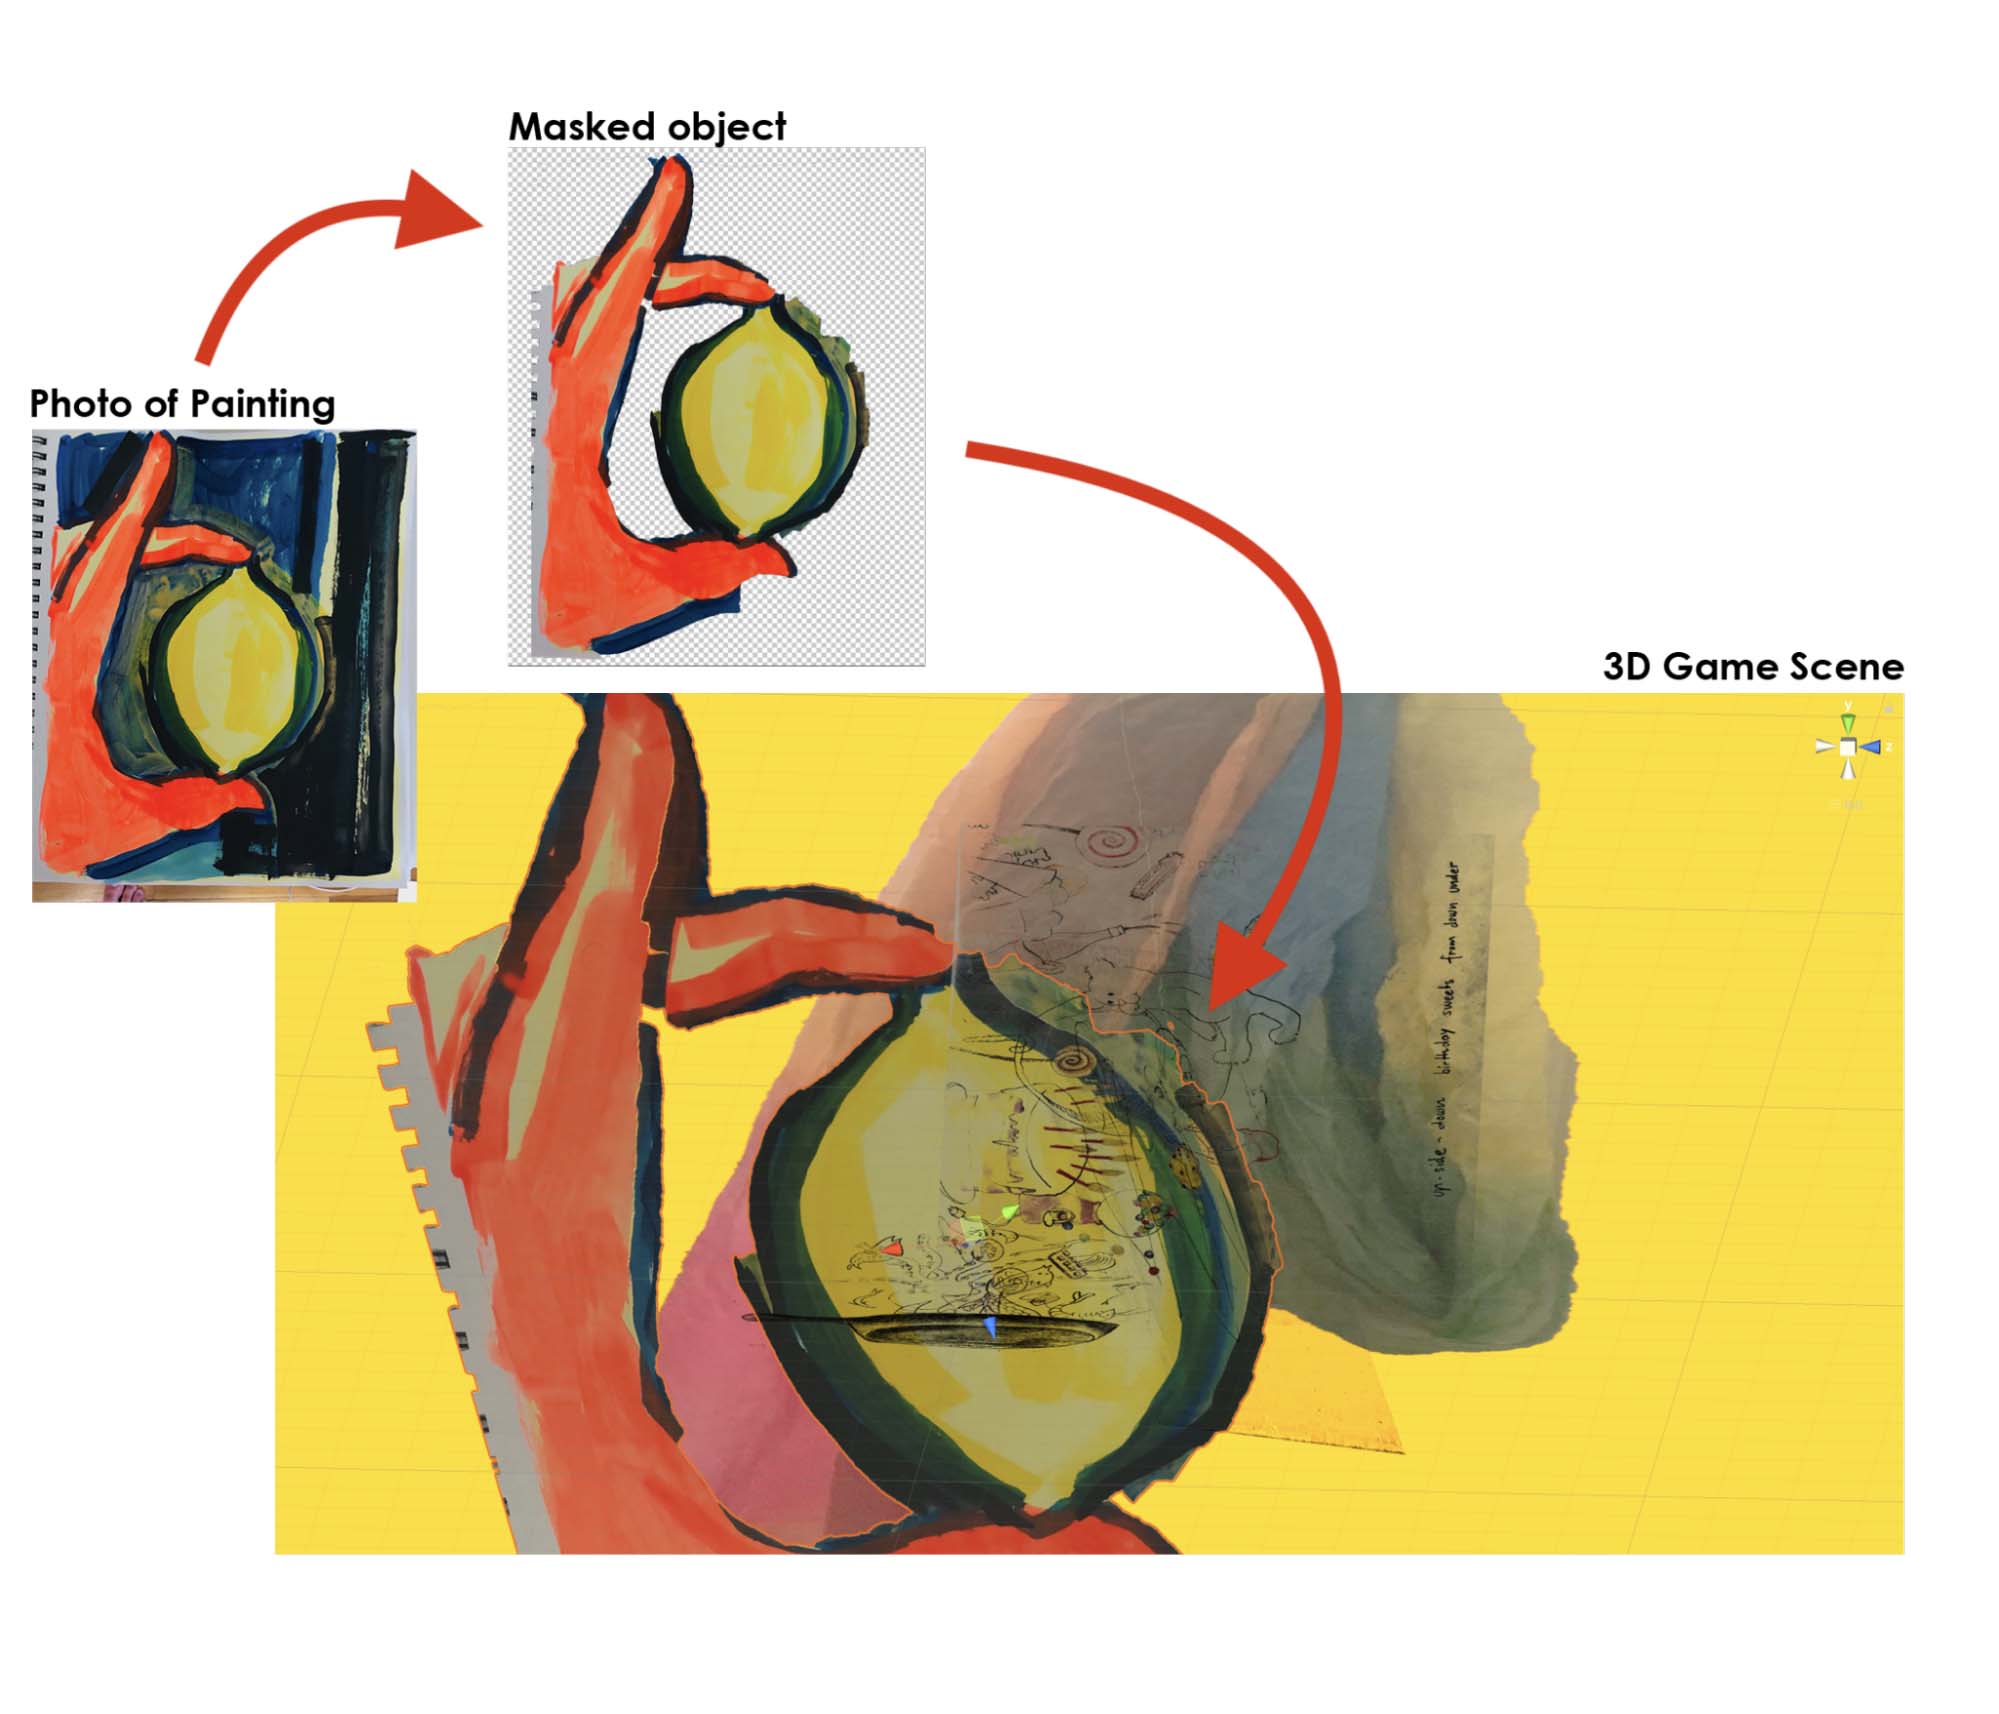 Masked object
Photo of Painting
3D Game Scene
y
z
up-side-down birthday sweets from down under